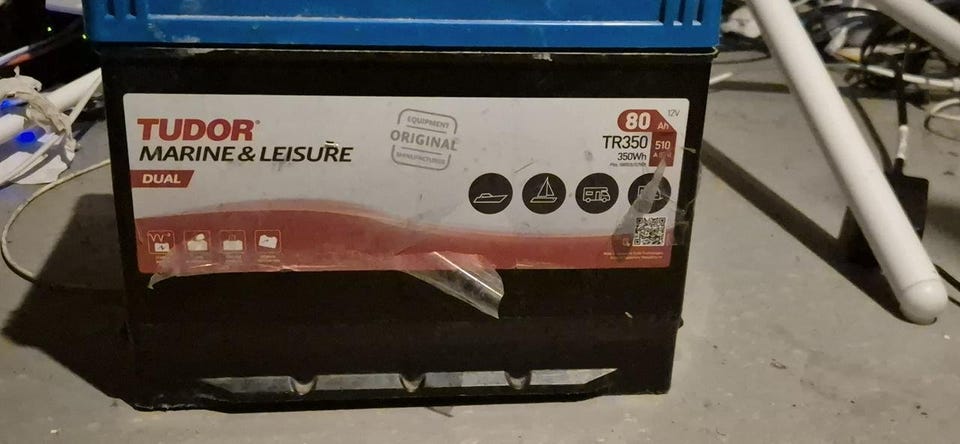 TUDOR
MARINE & LEISURE
DUAL
EQUIPMENT
ORIGINAL
MANUFACTURER
80 Ah
12V
TR350
350Wh
510